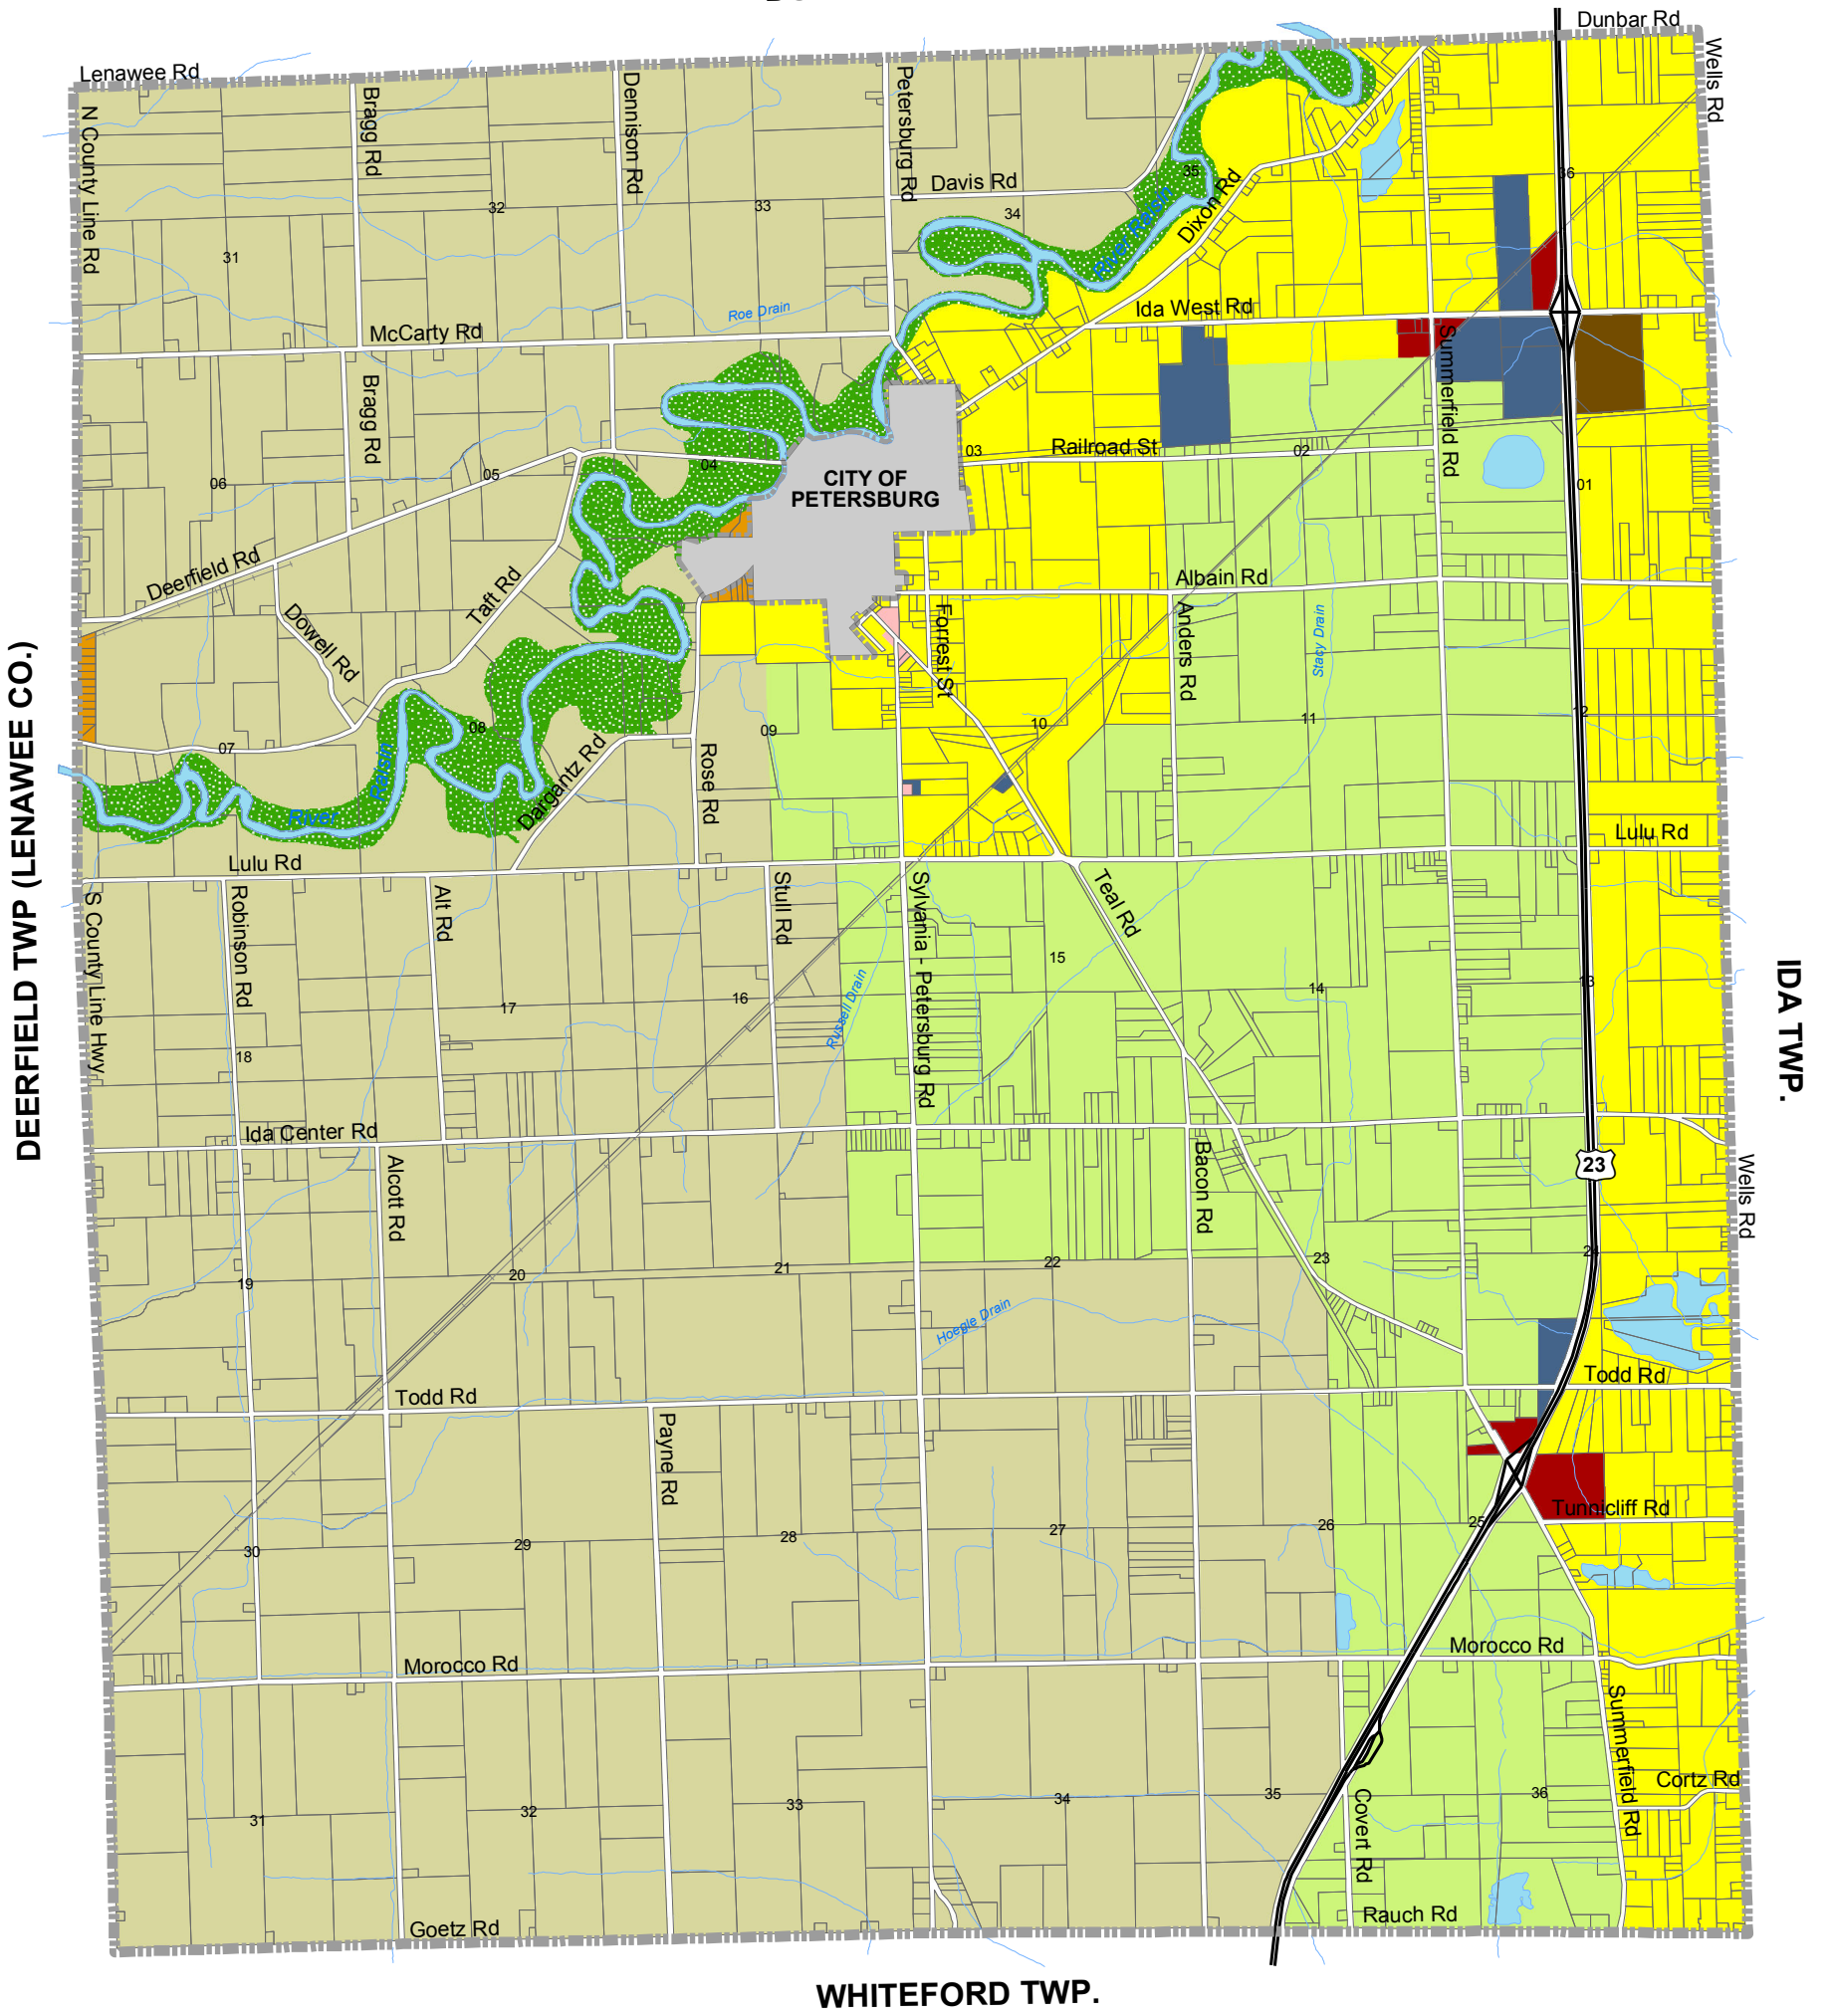 Dunbar Rd
Lenawee Rd
Wells Rd
N County Line Rd
Bragg Rd
Dennison Rd
Petersburg Rd
36
35
Davis Rd
32
33
34
River Raisin
Dixon Rd
31
Roe Drain
Ida West Rd
McCarty Rd
Summerfield Rd
Bragg Rd
Railroad St
03
02
04
05
06
01
CITY OF
PETERSBURG
Deerfield Rd
Taft Rd
Albain Rd
Dowell Rd
Forrest St
Anders Rd
Stacy Drain
DEERFIELD TWP (LENAWEE CO.)
12
11
10
09
08
07
Raisin
River
Dargantz Rd
Rose Rd
Lulu Rd
Lulu Rd
S County Line Hwy
Robinson Rd
Alt Rd
Stull Rd
Sylvania - Petersburg Rd
Teal Rd
15
14
13
16
17
18
Russell Drain
IDA TWP.
Ida Center Rd
Alcott Rd
Bacon Rd
23
Wells Rd
19
20
21
22
23
24
Hoegle Drain
Todd Rd
Todd Rd
Payne Rd
Tunnicliff Rd
30
29
28
27
26
25
Morocco Rd
Morocco Rd
Summerfield Rd
Cortz Rd
31
32
33
34
35
36
Covert Rd
Rauch Rd
Goetz Rd
WHITEFORD TWP.